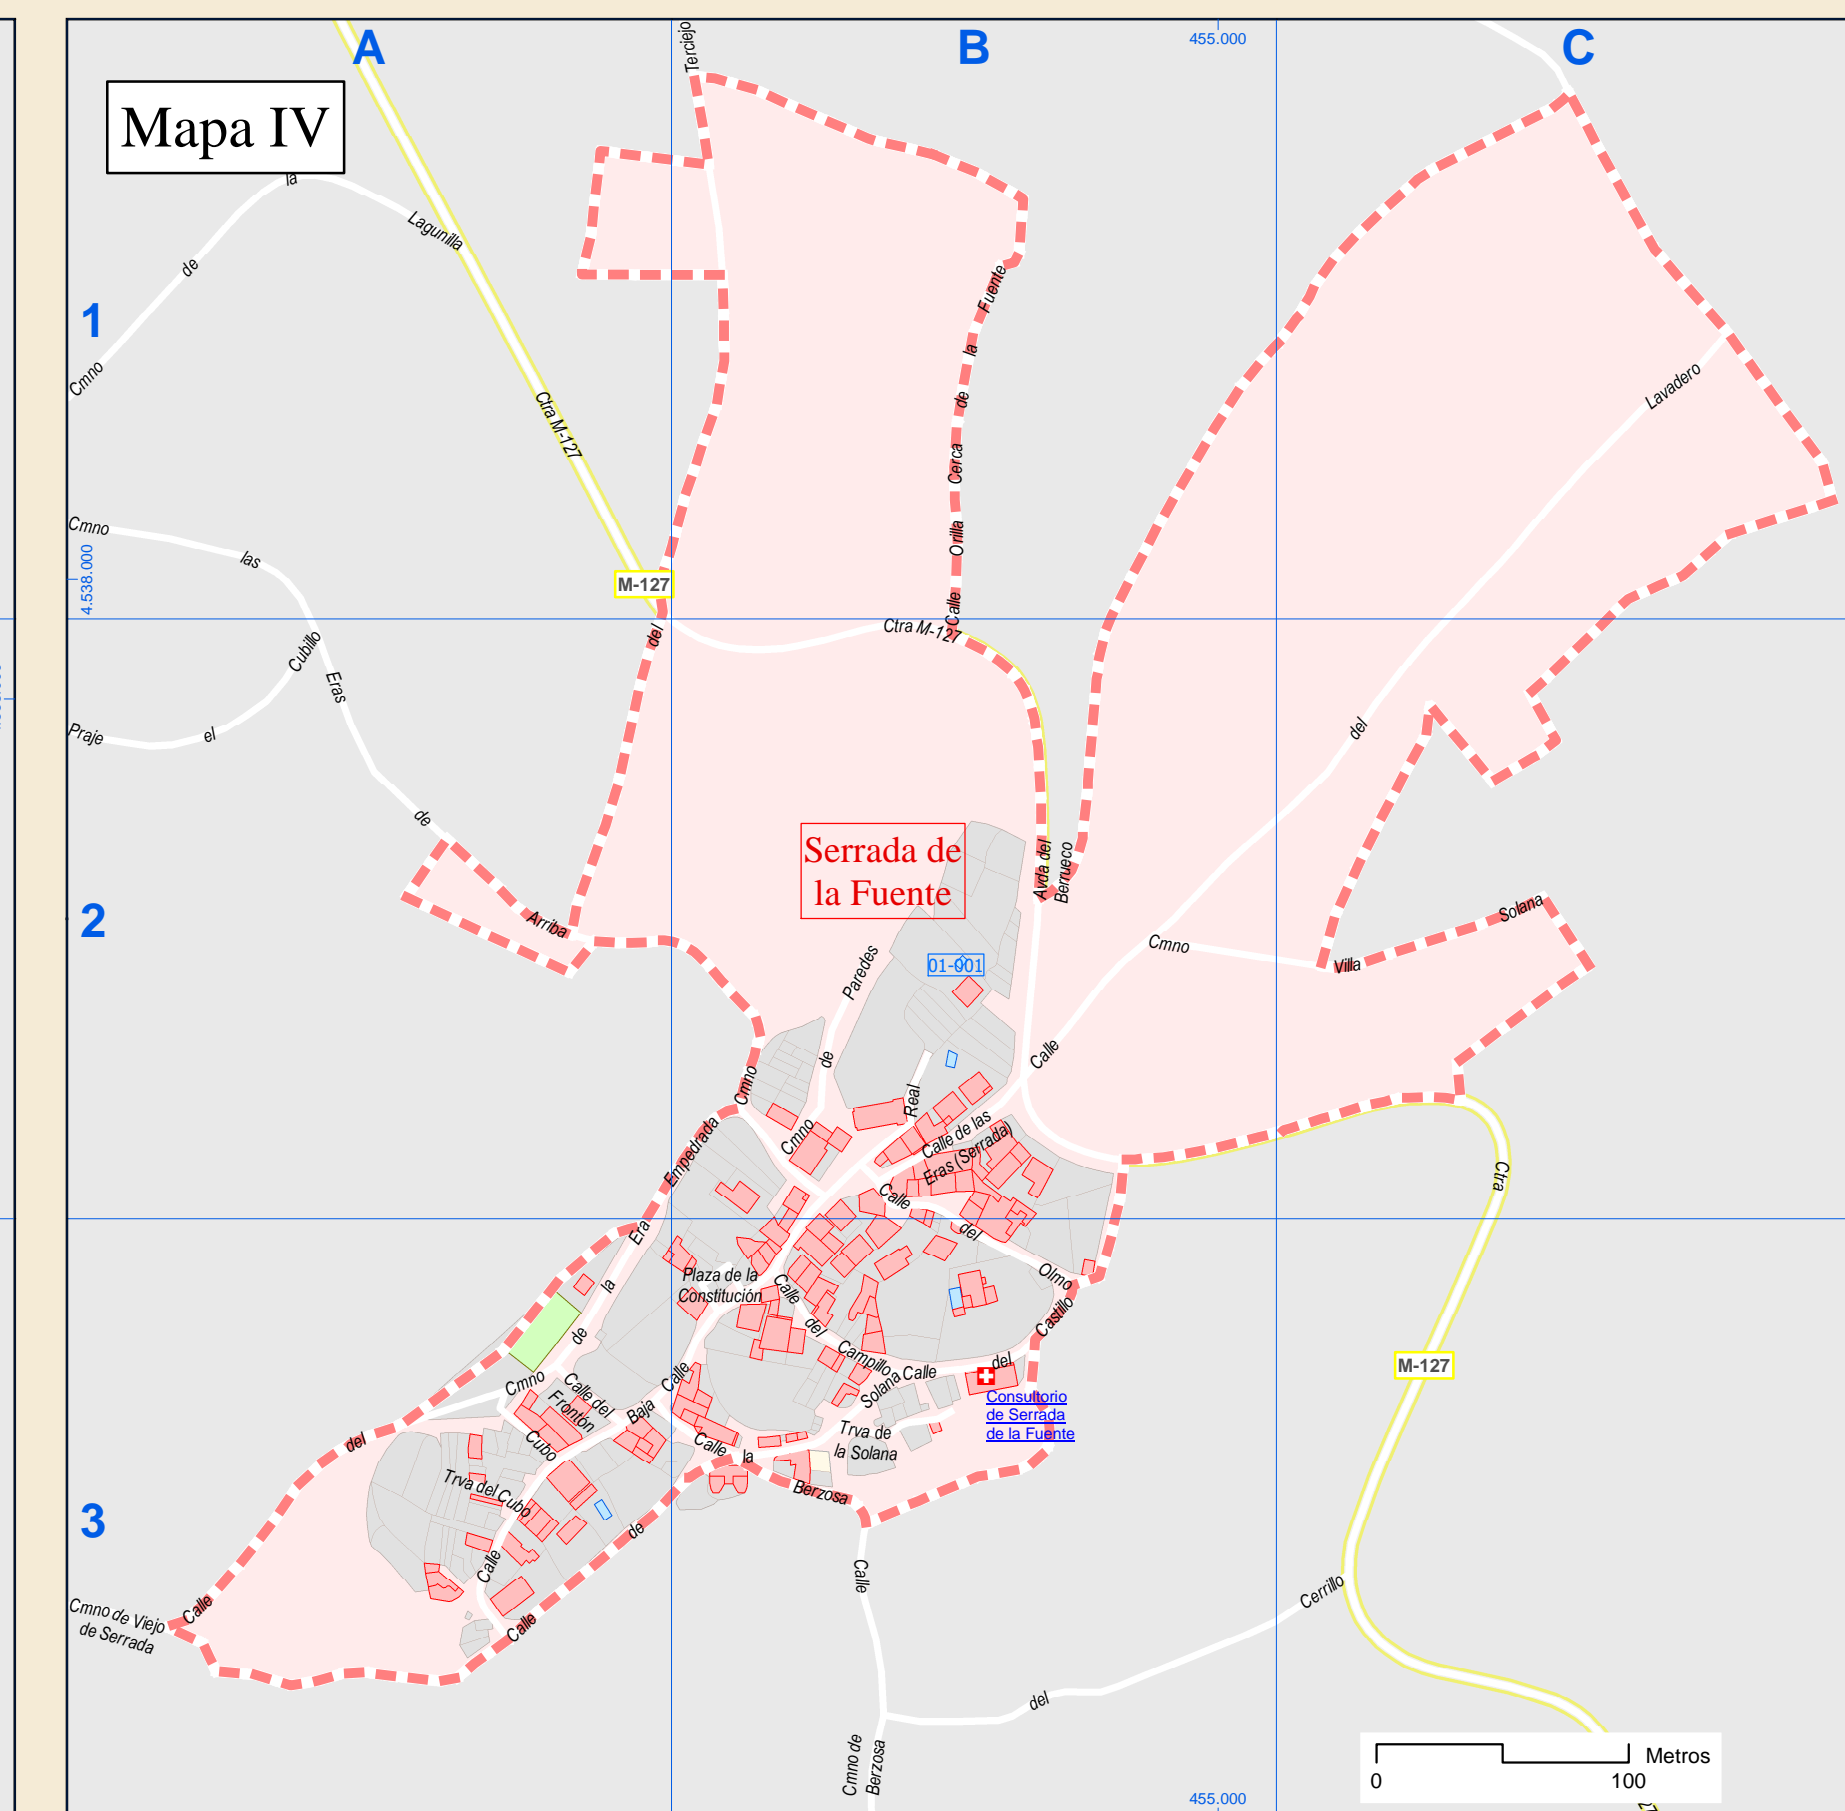 A
B
C
455.000
Mapa IV
Terciejo
la
Lagunilla
de
Cmno
1
Fuente
la
de
Cerca
Orilla
Calle
Ctra M-127
Lavadero
Cmno
las
4.538.000
M-127
del
Ctra M-127
Cubillo
Eras
Praje
el
del
de
Avda del
Berrueco
Serrada de
la Fuente
2
Arriba
Solana
Cmno
Villa
01-001
Paredes
de
Calle
Cmno
Real
Cmno
Calle de las
Eras (Serrada)
Empedrada
Calle
del
Olmo
Ctra
Era
la
de
Cmno
Plaza de la
Constitución
Calle
del
Campillo
Castillo
Calle
del
M-127
Consultorio
de Serrada
de la Fuente
Solana
Calle
Calle del
Frontón
Baja
Cubo
Calle
la
Trva de
la Solana
Berzosa
del
Trva del Cubo
3
de
Calle
Calle
Calle
Cmno de Viejo
de Serrada
Calle
Cerrillo
del
Cmno de
Berzosa
Metros
0
100
455.000